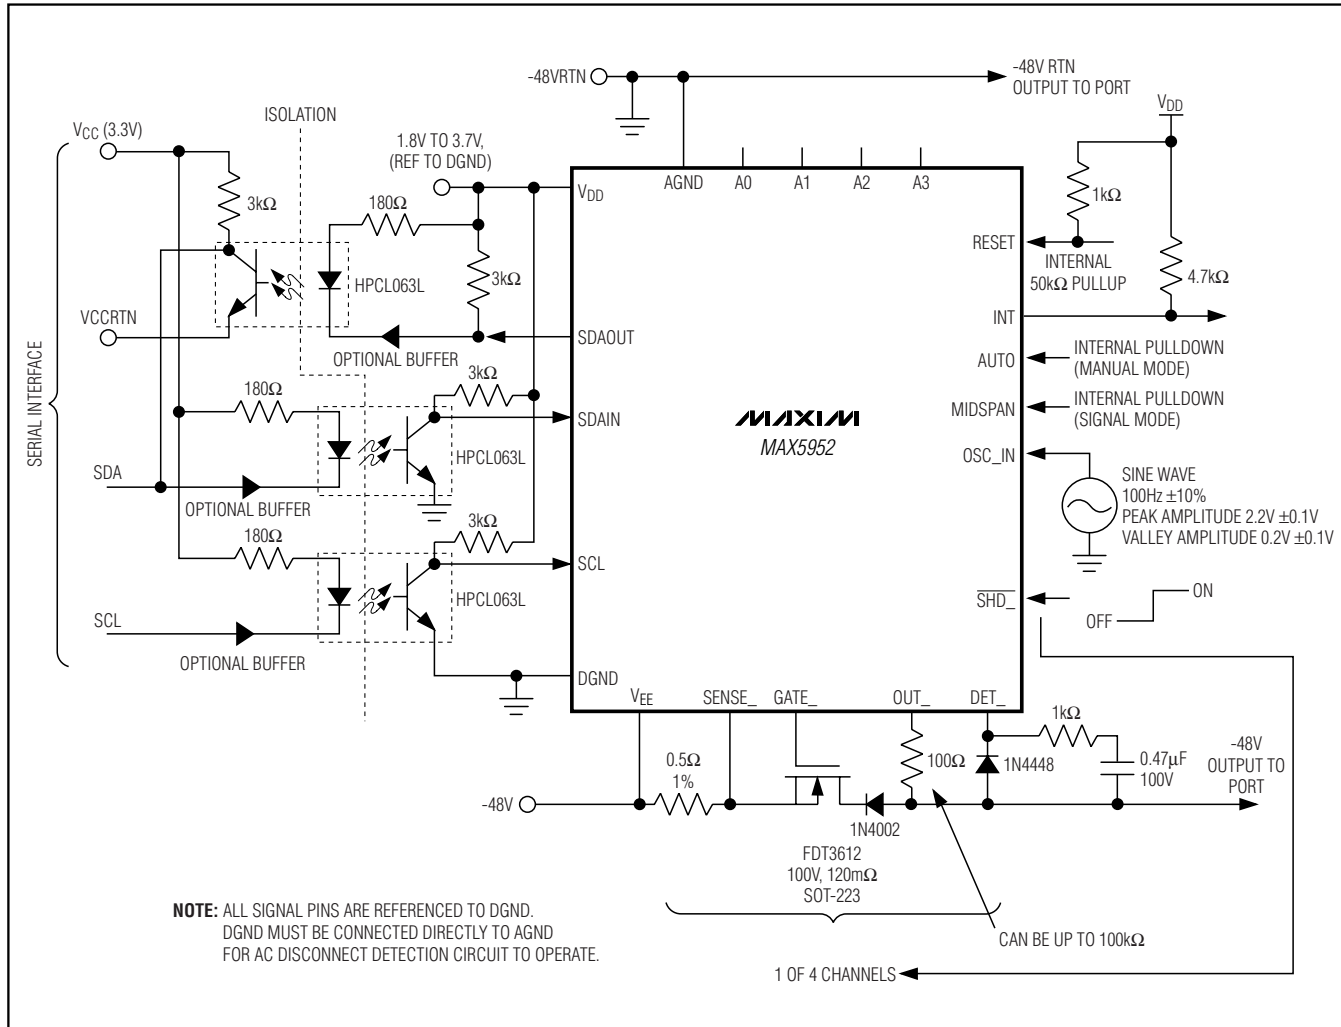 -48VRTN
-48V RTN
OUTPUT TO PORT
ISOLATION
VCC (3.3V)
1.8V TO 3.7V,
(REF TO DGND)
VDD
3kΩ
180Ω
VDD
AGND
A0
A1
A2
A3
1kΩ
RESET
INTERNAL
50kΩ PULLUP
4.7kΩ
HPCL063L
3kΩ
VCCRTN
SDAOUT
OPTIONAL BUFFER
INT
AUTO
INTERNAL PULLDOWN
(MANUAL MODE)
SERIAL INTERFACE
180Ω
3kΩ
SDAIN
HPCL063L
MAXIM
MAX5952
MIDSPAN
INTERNAL PULLDOWN
(SIGNAL MODE)
OSC_IN
SINE WAVE
100Hz ±10%
PEAK AMPLITUDE 2.2V ±0.1V
VALLEY AMPLITUDE 0.2V ±0.1V
SDA
OPTIONAL BUFFER
180Ω
3kΩ
SCL
HPCL063L
SHD_
ON
OFF
SCL
OPTIONAL BUFFER
DGND
VEE
SENSE_
GATE_
OUT_
DET_
1kΩ
0.5Ω
1%
100Ω
1N4448
0.47µF
100V
-48V
OUTPUT TO
PORT
-48V
1N4002
FDT3612
100V, 120mΩ
SOT-223
CAN BE UP TO 100kΩ
1 OF 4 CHANNELS
NOTE: ALL SIGNAL PINS ARE REFERENCED TO DGND.
DGND MUST BE CONNECTED DIRECTLY TO AGND
FOR AC DISCONNECT DETECTION CIRCUIT TO OPERATE.